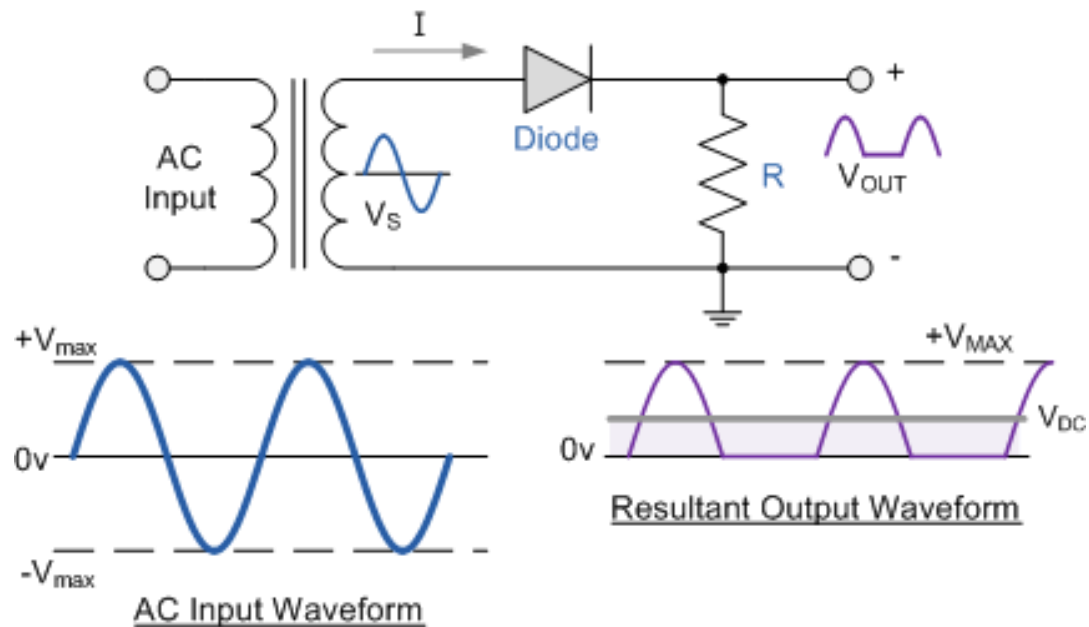 I
AC
Input
V_S
Diode
R
+
V_OUT
-
+V_max
0v
-V_max
AC Input Waveform
+V_MAX
V_DC
0v
Resultant Output Waveform